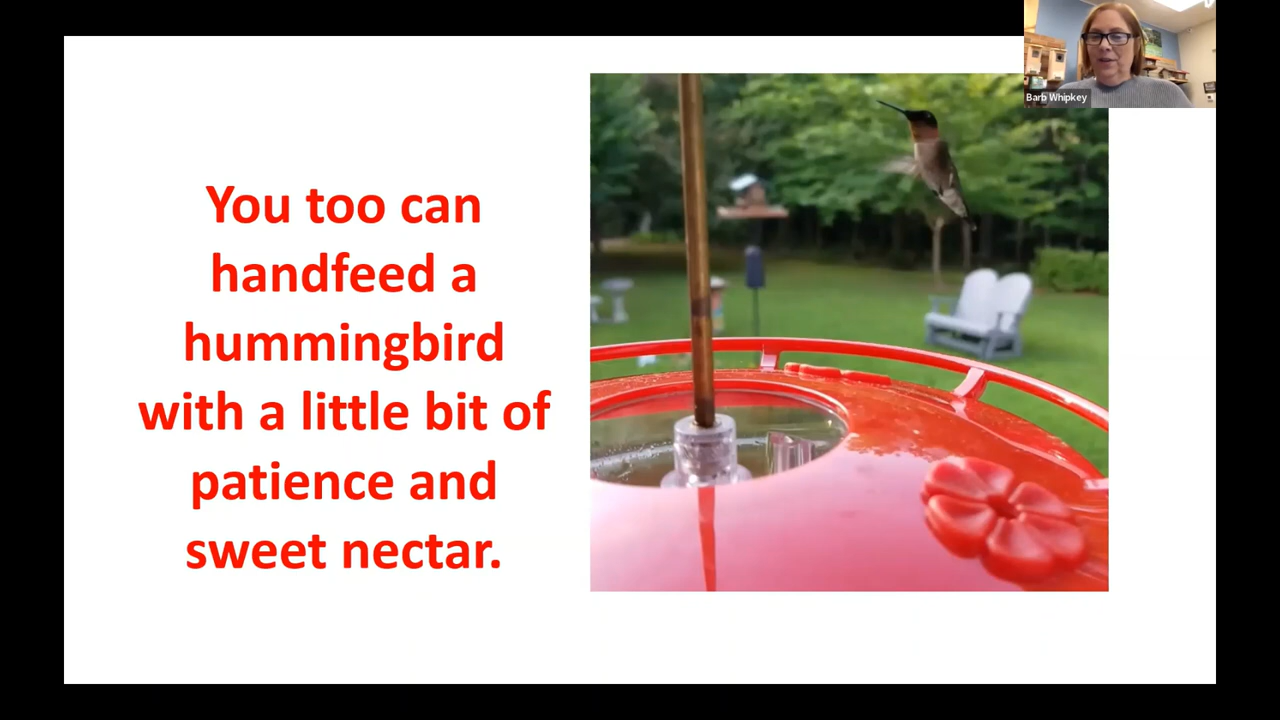 You too can
handfeed a
hummingbird
with a little bit of
patience and
sweet nectar.
Barb Whipkey